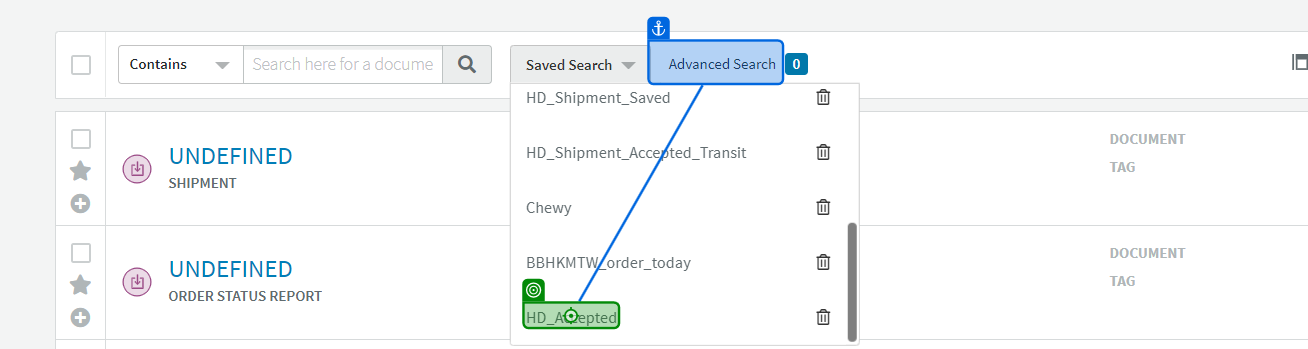 Contains
Search here for a docume
Saved Search
Advanced Search
0
HD_Shipment_Saved
HD_Shipment_Accepted_Transit
Chewy
BBHKMTW_order_today
HD_Accepted
UNDEFINED
SHIPMENT
DOCUMENT
TAG
UNDEFINED
ORDER STATUS REPORT
DOCUMENT
TAG